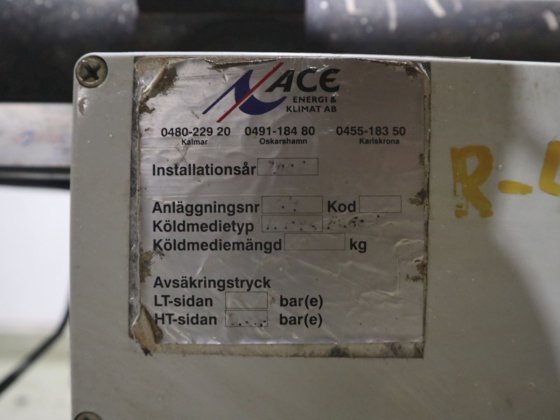 ACE
ENERGI &
KLIMAT AB
0480-229 20 0491-184 80 0455-183 50
Kalmar Oskarshamn Karlskrona
Installationsår
Anläggningsnr Kod
Köldmedietyp
Köldmediemängd kg
Avsäkringstryck
LT-sidan bar(e)
HT-sidan bar(e)